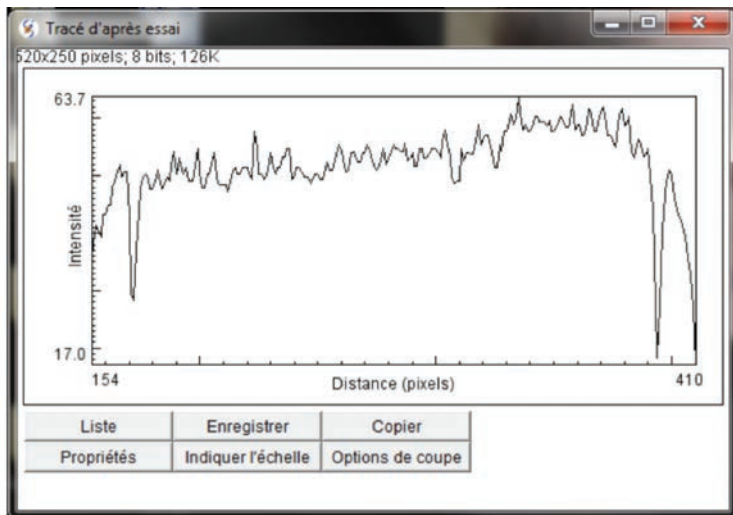 Tracé d'après essai
520x250 pixels; 8 bits; 126K
63.7
Intensité
17.0
154
Distance (pixels)
410
Liste
Enregistrer
Copier
Propriétés
Indiquer l'échelle
Options de coupe